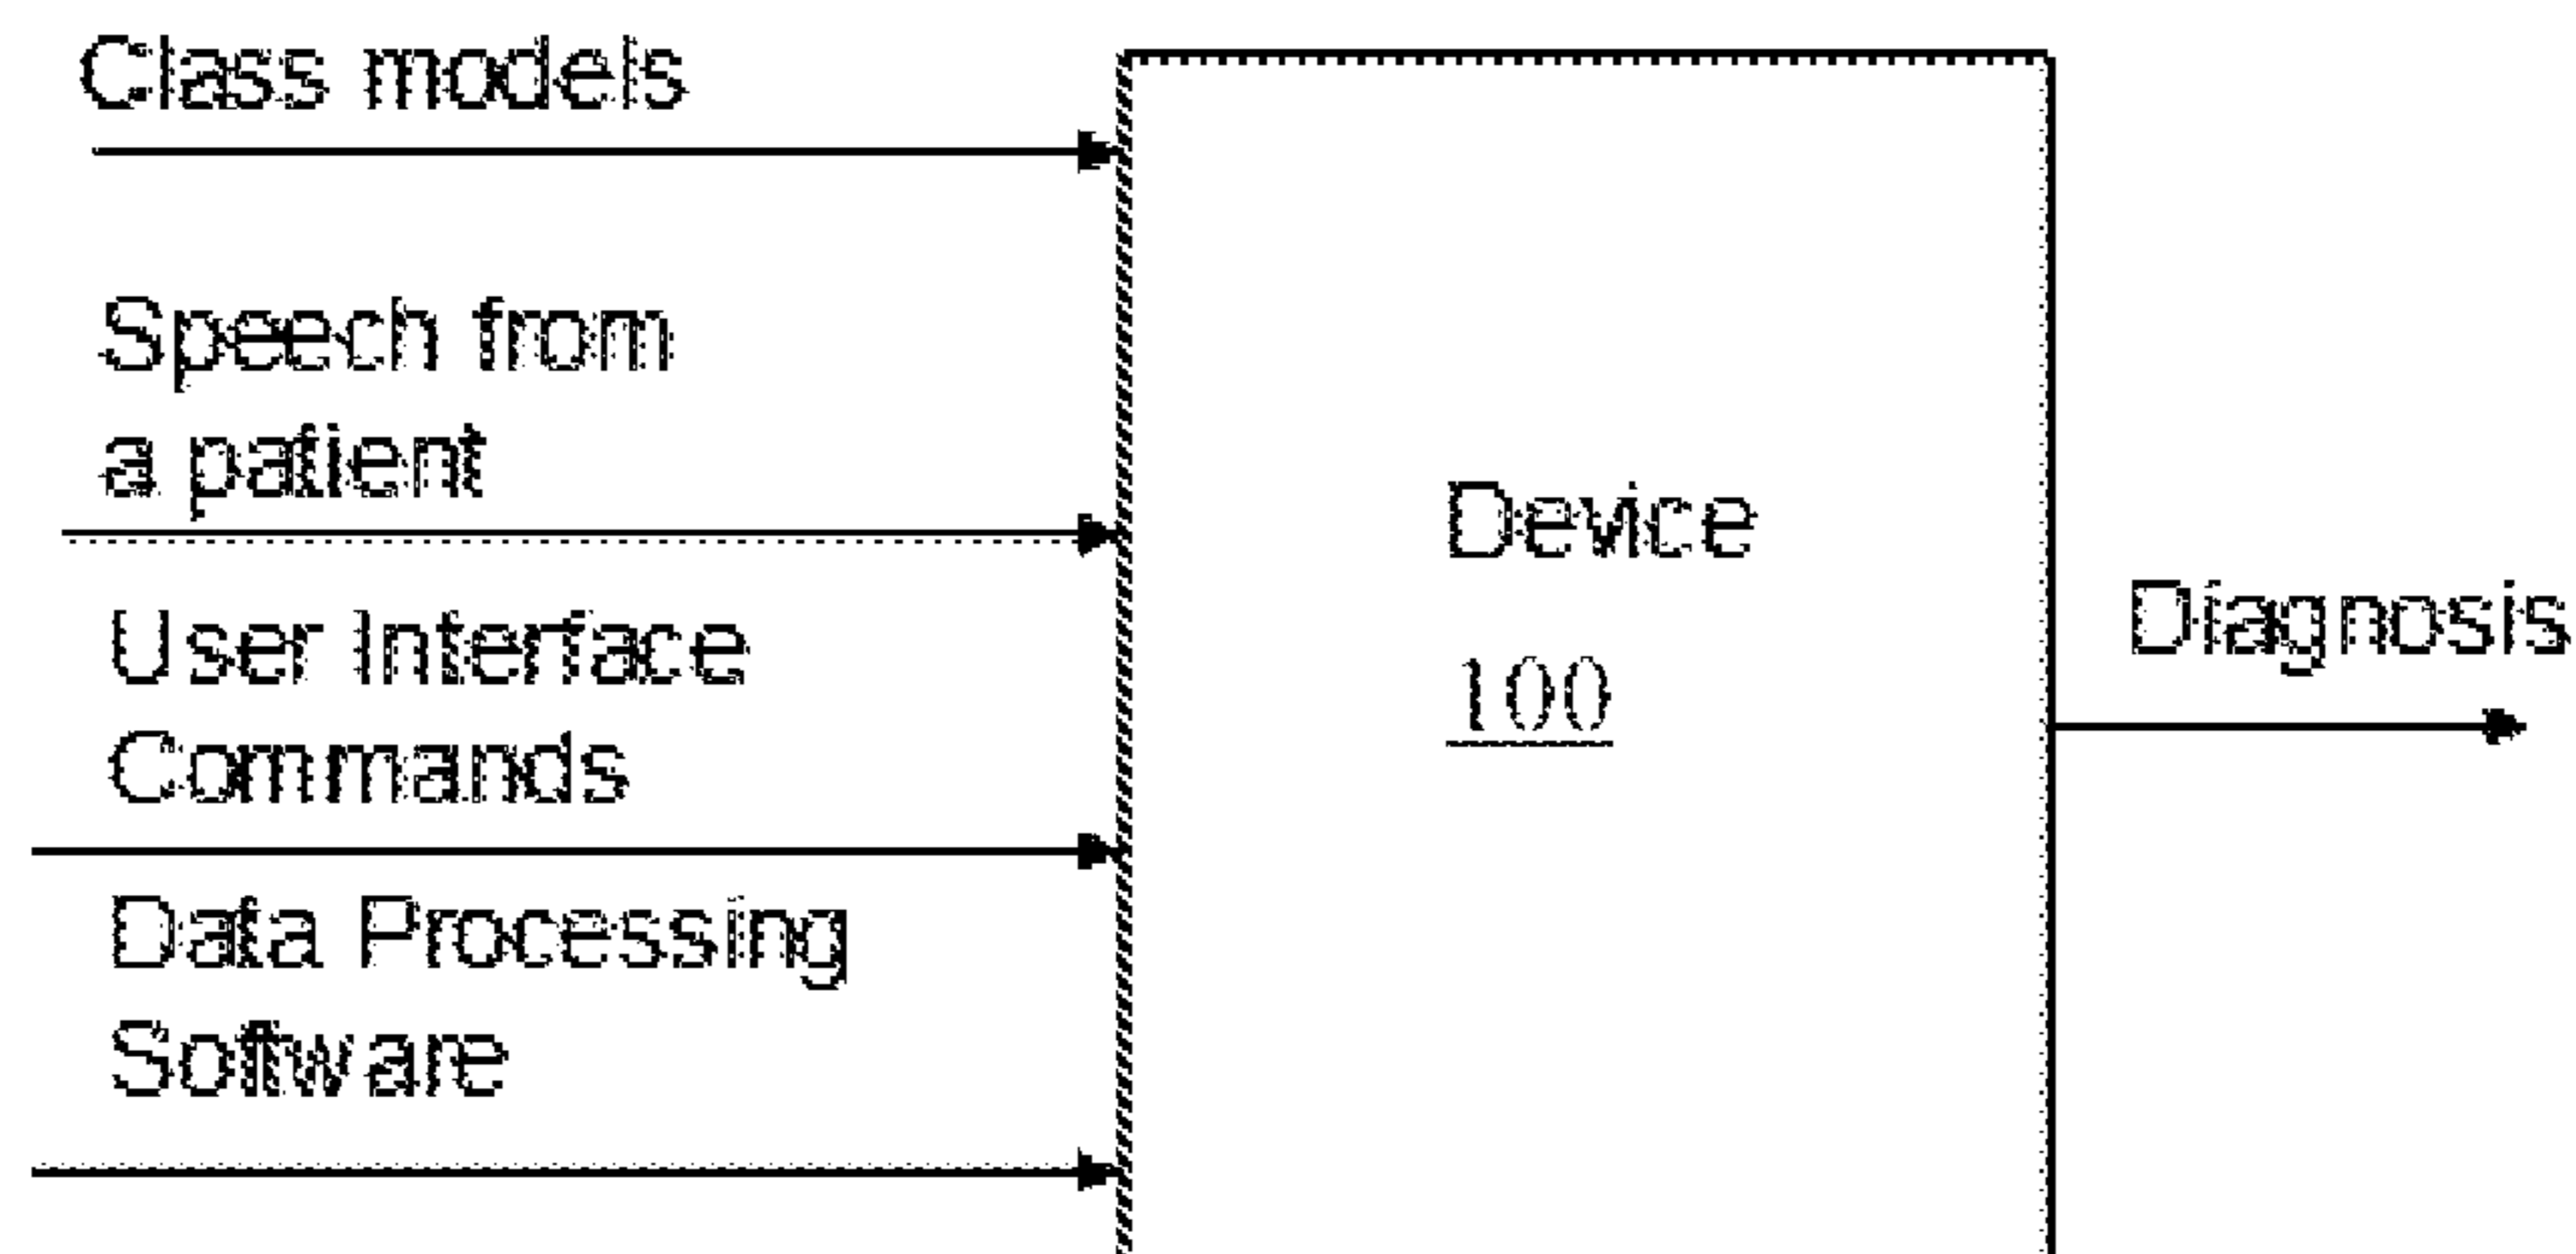 Class models
Speech from
a patient
User Interface
Commands
Data Processing
Software
Device
100
Diagnosis